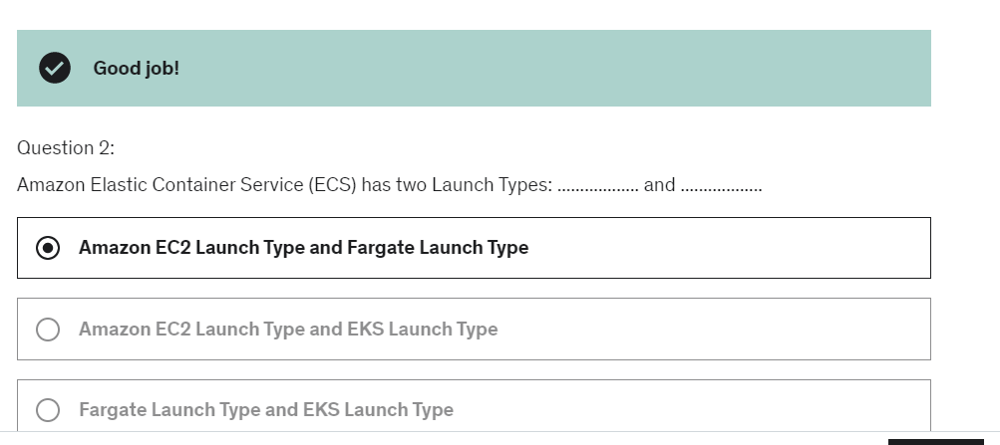 Good job!
Question 2:
Amazon Elastic Container Service (ECS) has two Launch Types: .................. and ..................
Amazon EC2 Launch Type and Fargate Launch Type
Amazon EC2 Launch Type and EKS Launch Type
Fargate Launch Type and EKS Launch Type